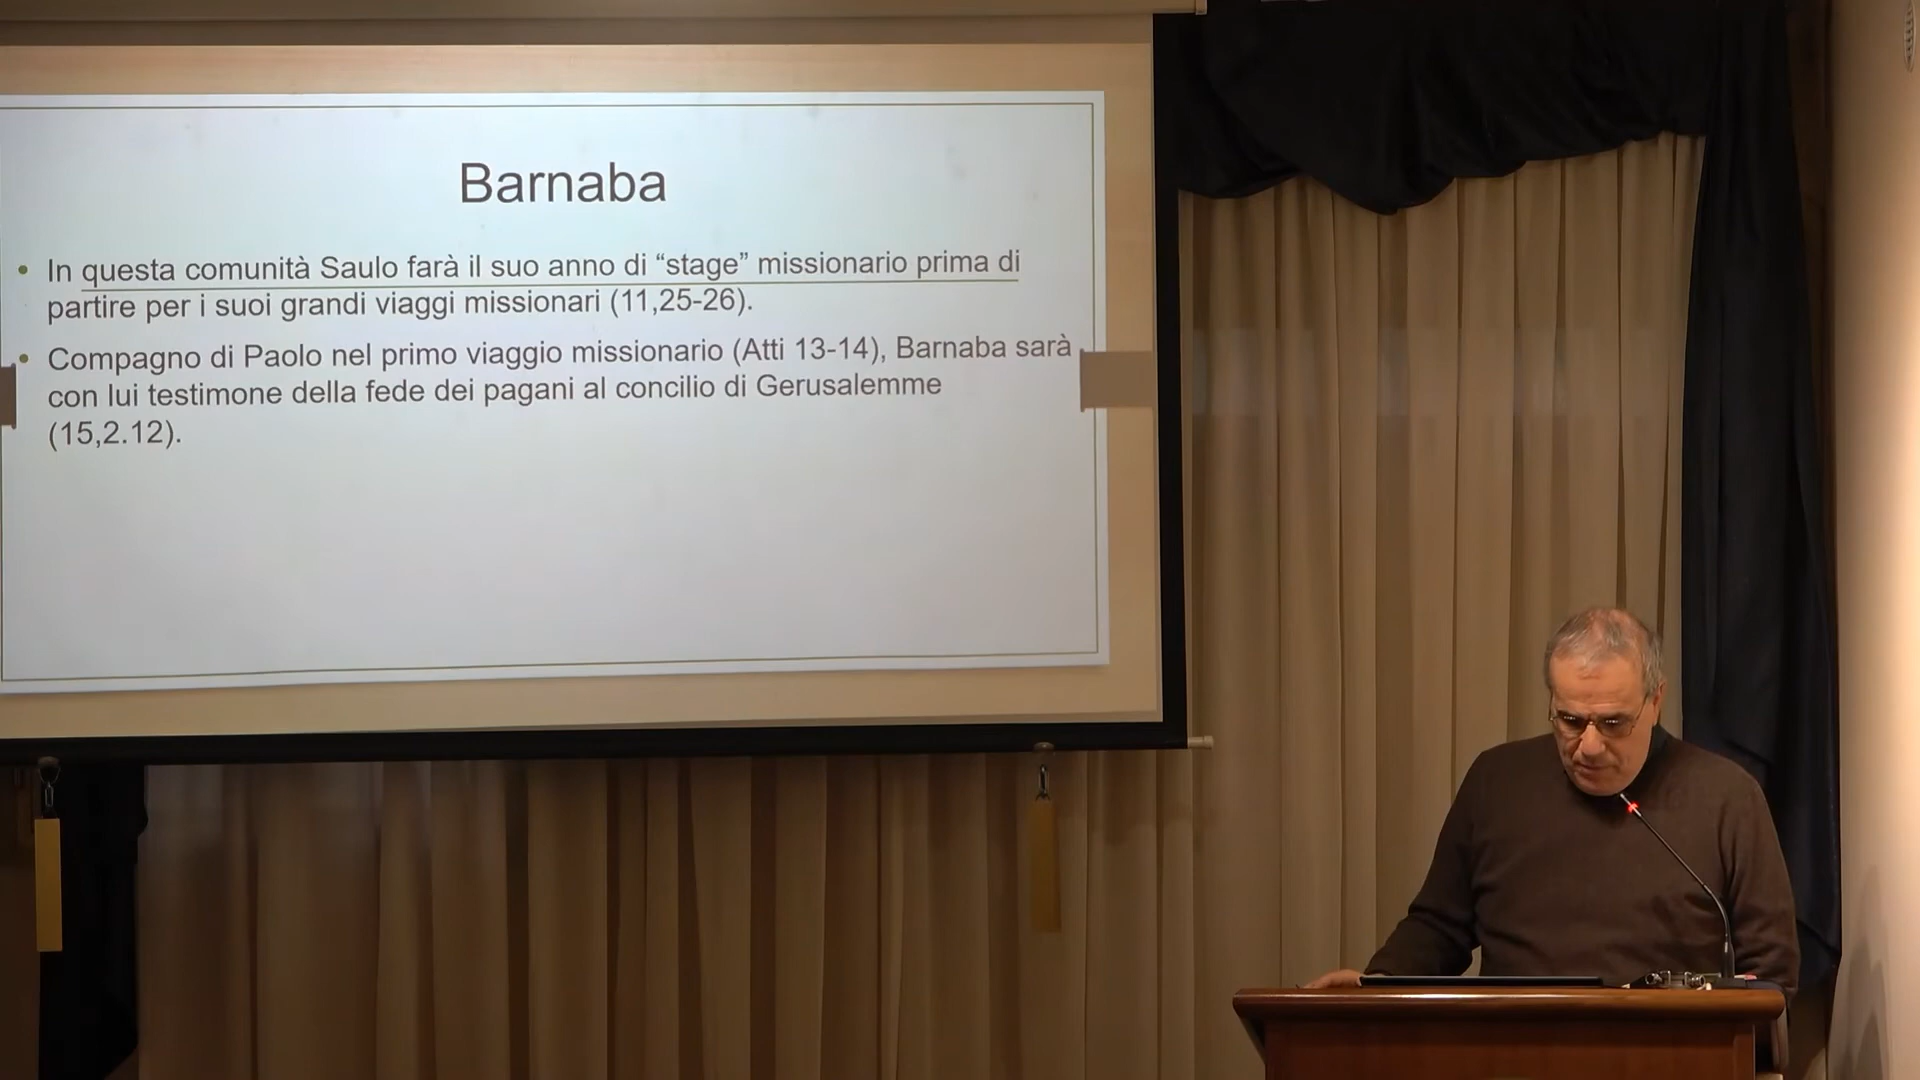 Barnaba
• In questa comunità Saulo farà il suo anno di “stage” missionario prima di
partire per i suoi grandi viaggi missionari (11,25-26).
• Compagno di Paolo nel primo viaggio missionario (Atti 13-14), Barnaba sarà
con lui testimone della fede dei pagani al concilio di Gerusalemme
(15,2.12).